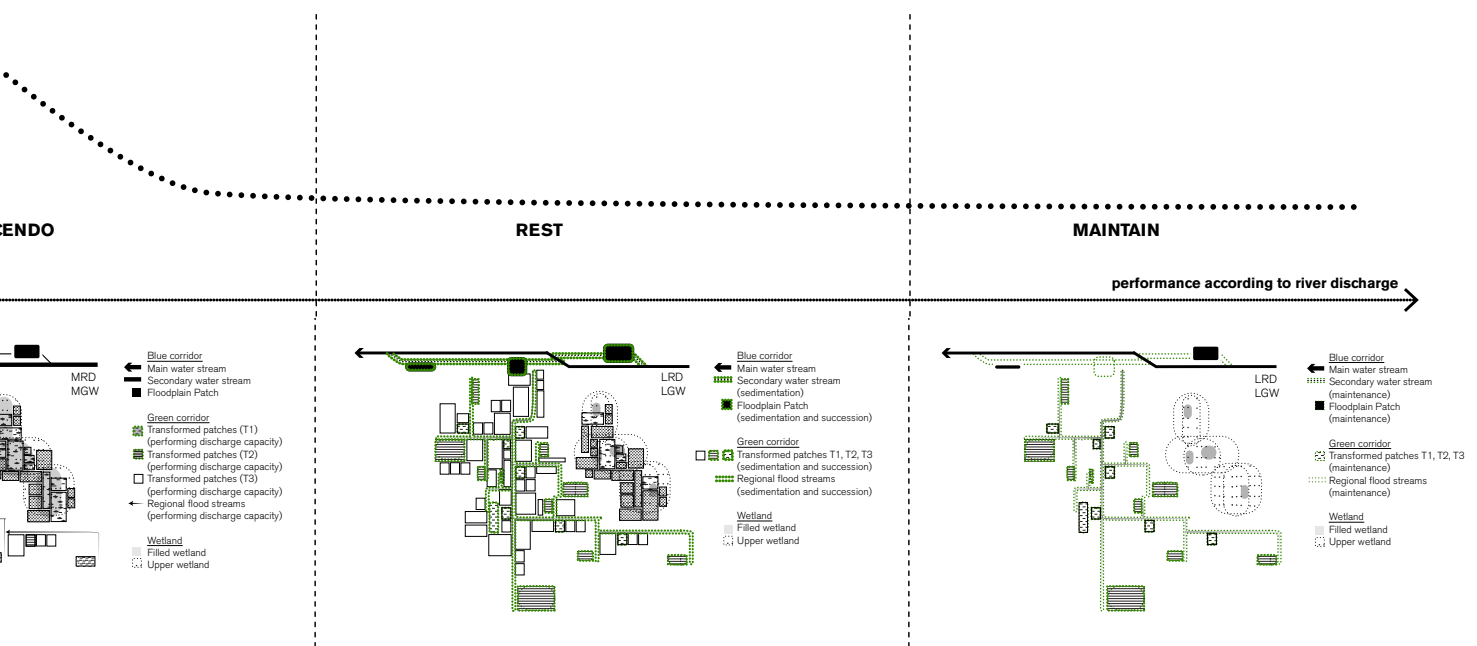 CENDO
REST
MAINTAIN
performance according to river discharge
MRD
MGW
Blue corridor
Main water stream
Secondary water stream
Floodplain Patch
Green corridor
Transformed patches (T1)
(performing discharge capacity)
Transformed patches (T2)
(performing discharge capacity)
Transformed patches (T3)
(performing discharge capacity)
Regional flood streams
(performing discharge capacity)
Wetland
Filled wetland
Upper wetland
LRD
LGW
Blue corridor
Main water stream
Secondary water stream
(sedimentation)
Floodplain Patch
(sedimentation and succession)
Green corridor
Transformed patches T1, T2, T3
(sedimentation and succession)
Regional flood streams
(sedimentation and succession)
Wetland
Filled wetland
Upper wetland
LRD
LGW
Blue corridor
Main water stream
Secondary water stream
(maintenance)
Floodplain Patch
(maintenance)
Green corridor
Transformed patches T1, T2, T3
(maintenance)
Regional flood streams
(maintenance)
Wetland
Filled wetland
Upper wetland